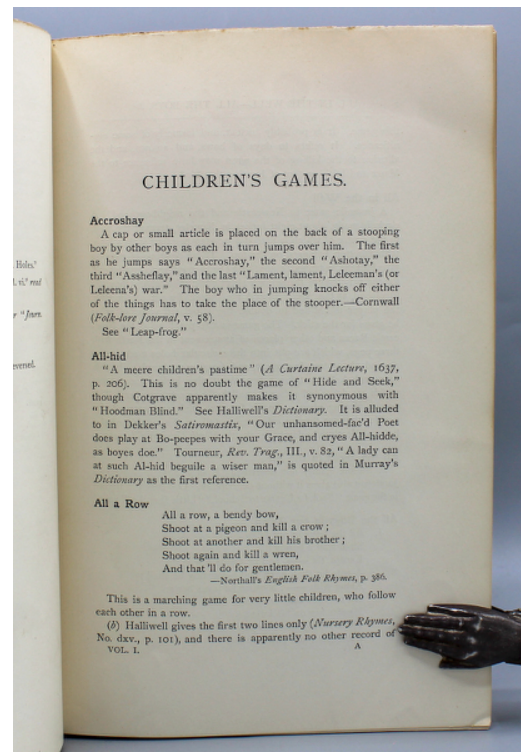 Holes."
l. vi." read
r "Journ.
eversed.
CHILDREN'S GAMES.
Accroshay
A cap or small article is placed on the back of a stooping
boy by other boys as each in turn jumps over him. The first
as he jumps says "Accroshay," the second "Ashotay," the
third "Assheflay," and the last "Lament, lament, Leleeman's (or
Leleena's) war." The boy who in jumping knocks off either
of the things has to take the place of the stooper.—Cornwall
(Folk-lore Journal, v. 58).
See "Leap-frog."
All-hid
"A meere children's pastime" (A Curtaine Lecture, 1637,
p. 206). This is no doubt the game of "Hide and Seek,"
though Cotgrave apparently makes it synonymous with
"Hoodman Blind." See Halliwell's Dictionary. It is alluded
to in Dekker's Satiromastix, "Our unhansomed-fac'd Poet
does play at Bo-peepes with your Grace, and cryes All-hidde,
as boyes doe." Tourneur, Rev. Trag., III., v. 82, "A lady can
at such Al-hid beguile a wiser man," is quoted in Murray's
Dictionary as the first reference.
All a Row
All a row, a bendy bow,
Shoot at a pigeon and kill a crow;
Shoot at another and kill his brother;
Shoot again and kill a wren,
And that 'll do for gentlemen.
—Northall's English Folk Rhymes, p. 386.
This is a marching game for very little children, who follow
each other in a row.
(b) Halliwell gives the first two lines only (Nursery Rhymes,
No. dxv., p. 101), and there is apparently no other record of
VOL. I. A